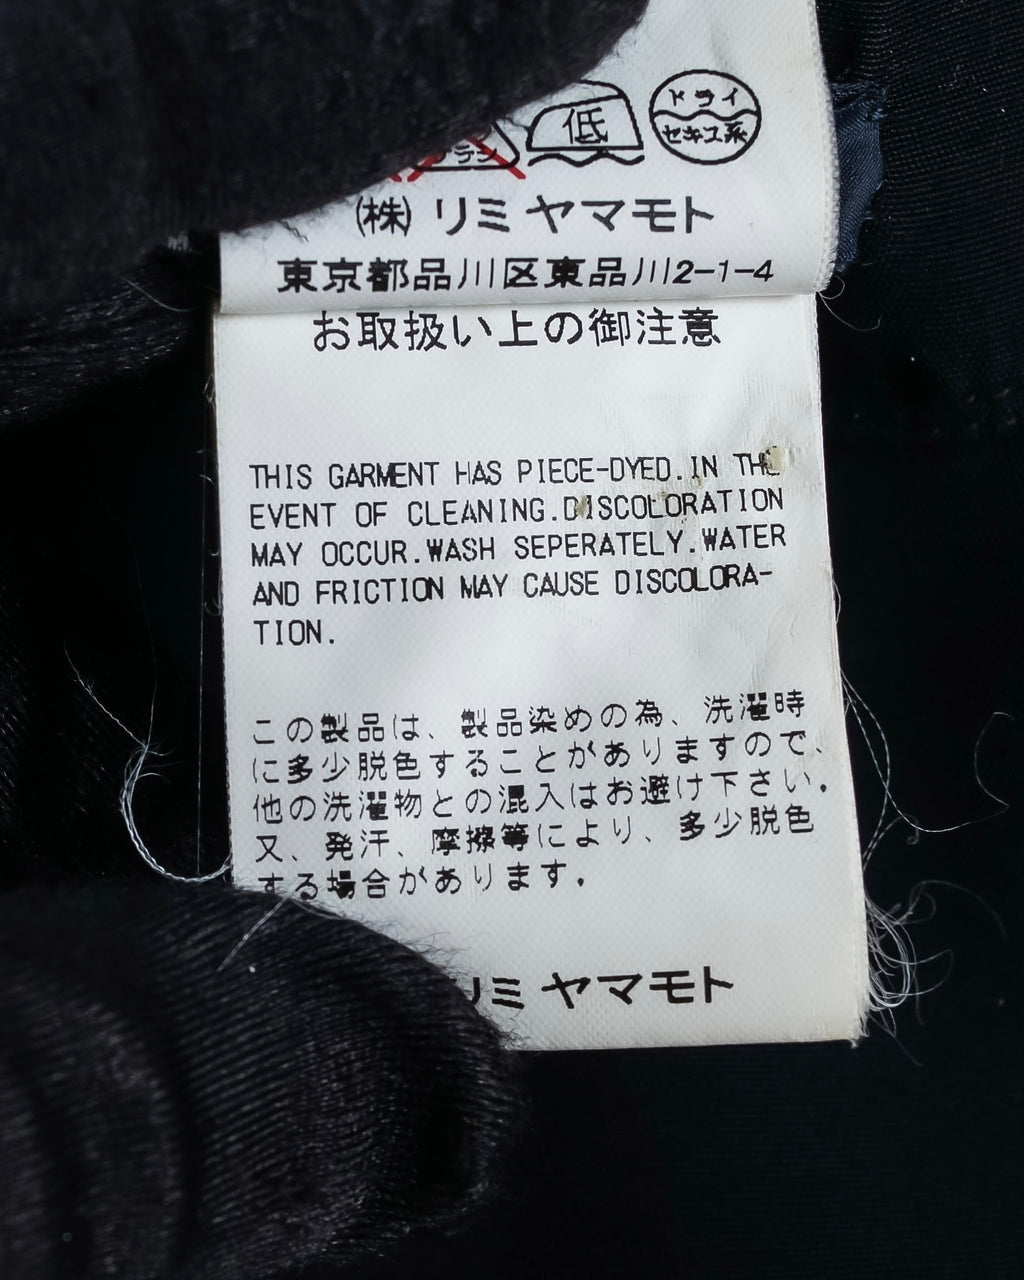 低
ドライ
セキユ系
㈱ リミ ヤマモト
東京都品川区東品川2-1-4
お取扱い上の御注意
THIS GARMENT HAS PIECE-DYED.IN THE
EVENT OF CLEANING.DISCOLORATION
MAY OCCUR.WASH SEPERATELY.WATER
AND FRICTION MAY CAUSE DISCOLORA-
TION.
この製品は、製品染めの為、洗濯時
に多少脱色することがありますので、
他の洗濯物との混入はお避け下さい.
又、発汗、摩擦等により、多少脱色
する場合があります.
リミ ヤマモト